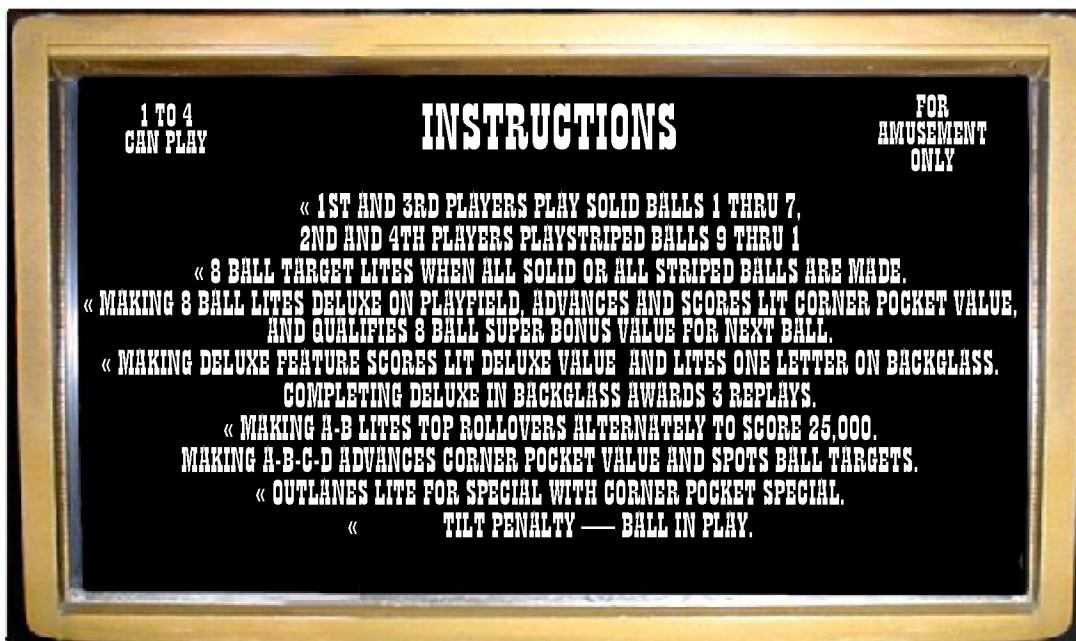 1 TO 4
CAN PLAY
INSTRUCTIONS
FOR
AMUSEMENT
ONLY
« 1ST AND 3RD PLAYERS PLAY SOLID BALLS 1 THRU 7,
2ND AND 4TH PLAYERS PLAYSTRIPED BALLS 9 THRU 1
« 8 BALL TARGET LITES WHEN ALL SOLID OR ALL STRIPED BALLS ARE MADE.
« MAKING 8 BALL LITES DELUXE ON PLAYFIELD, ADVANCES AND SCORES LIT CORNER POCKET VALUE,
AND QUALIFIES 8 BALL SUPER BONUS VALUE FOR NEXT BALL.
« MAKING DELUXE FEATURE SCORES LIT DELUXE VALUE AND LITES ONE LETTER ON BACKGLASS.
COMPLETING DELUXE IN BACKGLASS AWARDS 3 REPLAYS.
« MAKING A-B LITES TOP ROLLOVERS ALTERNATELY TO SCORE 25,000.
MAKING A-B-C-D ADVANCES CORNER POCKET VALUE AND SPOTS BALL TARGETS.
« OUTLANES LITE FOR SPECIAL WITH CORNER POCKET SPECIAL.
« TILT PENALTY — BALL IN PLAY.